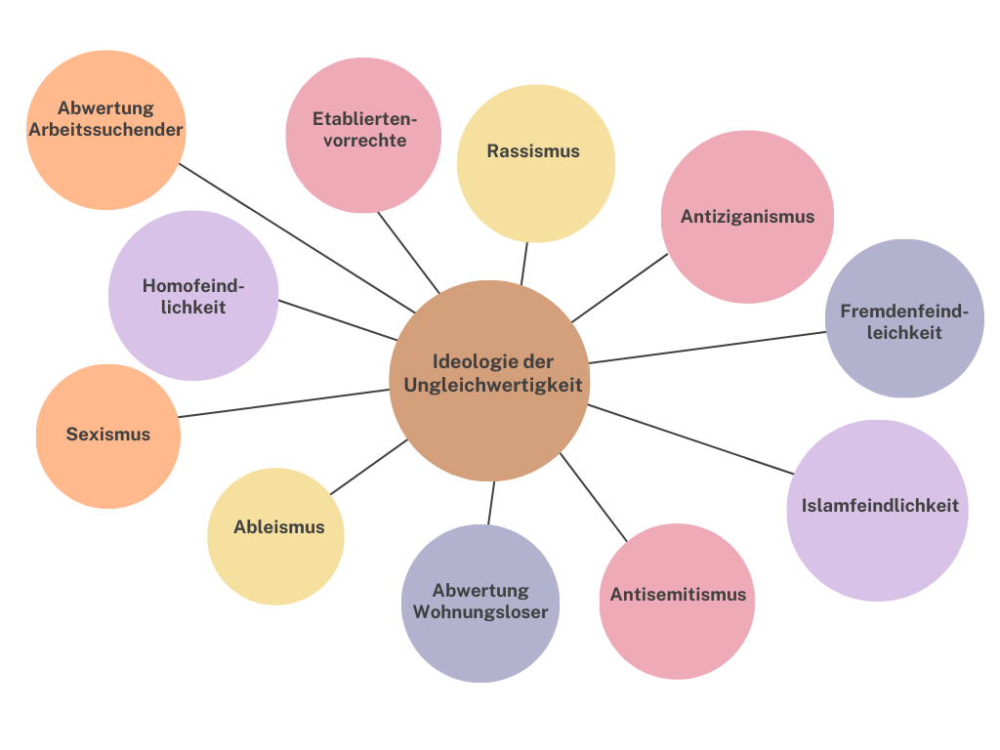 Abwertung
Arbeitssuchender
Etablierten-
vorrechte
Rassismus
Antiziganismus
Homofeind-
lichkeit
Fremdenfeind-
leichkeit
Ideologie der
Ungleichwertigkeit
Sexismus
Islamfeindlichkeit
Ableismus
Abwertung
Wohnungsloser
Antisemitismus